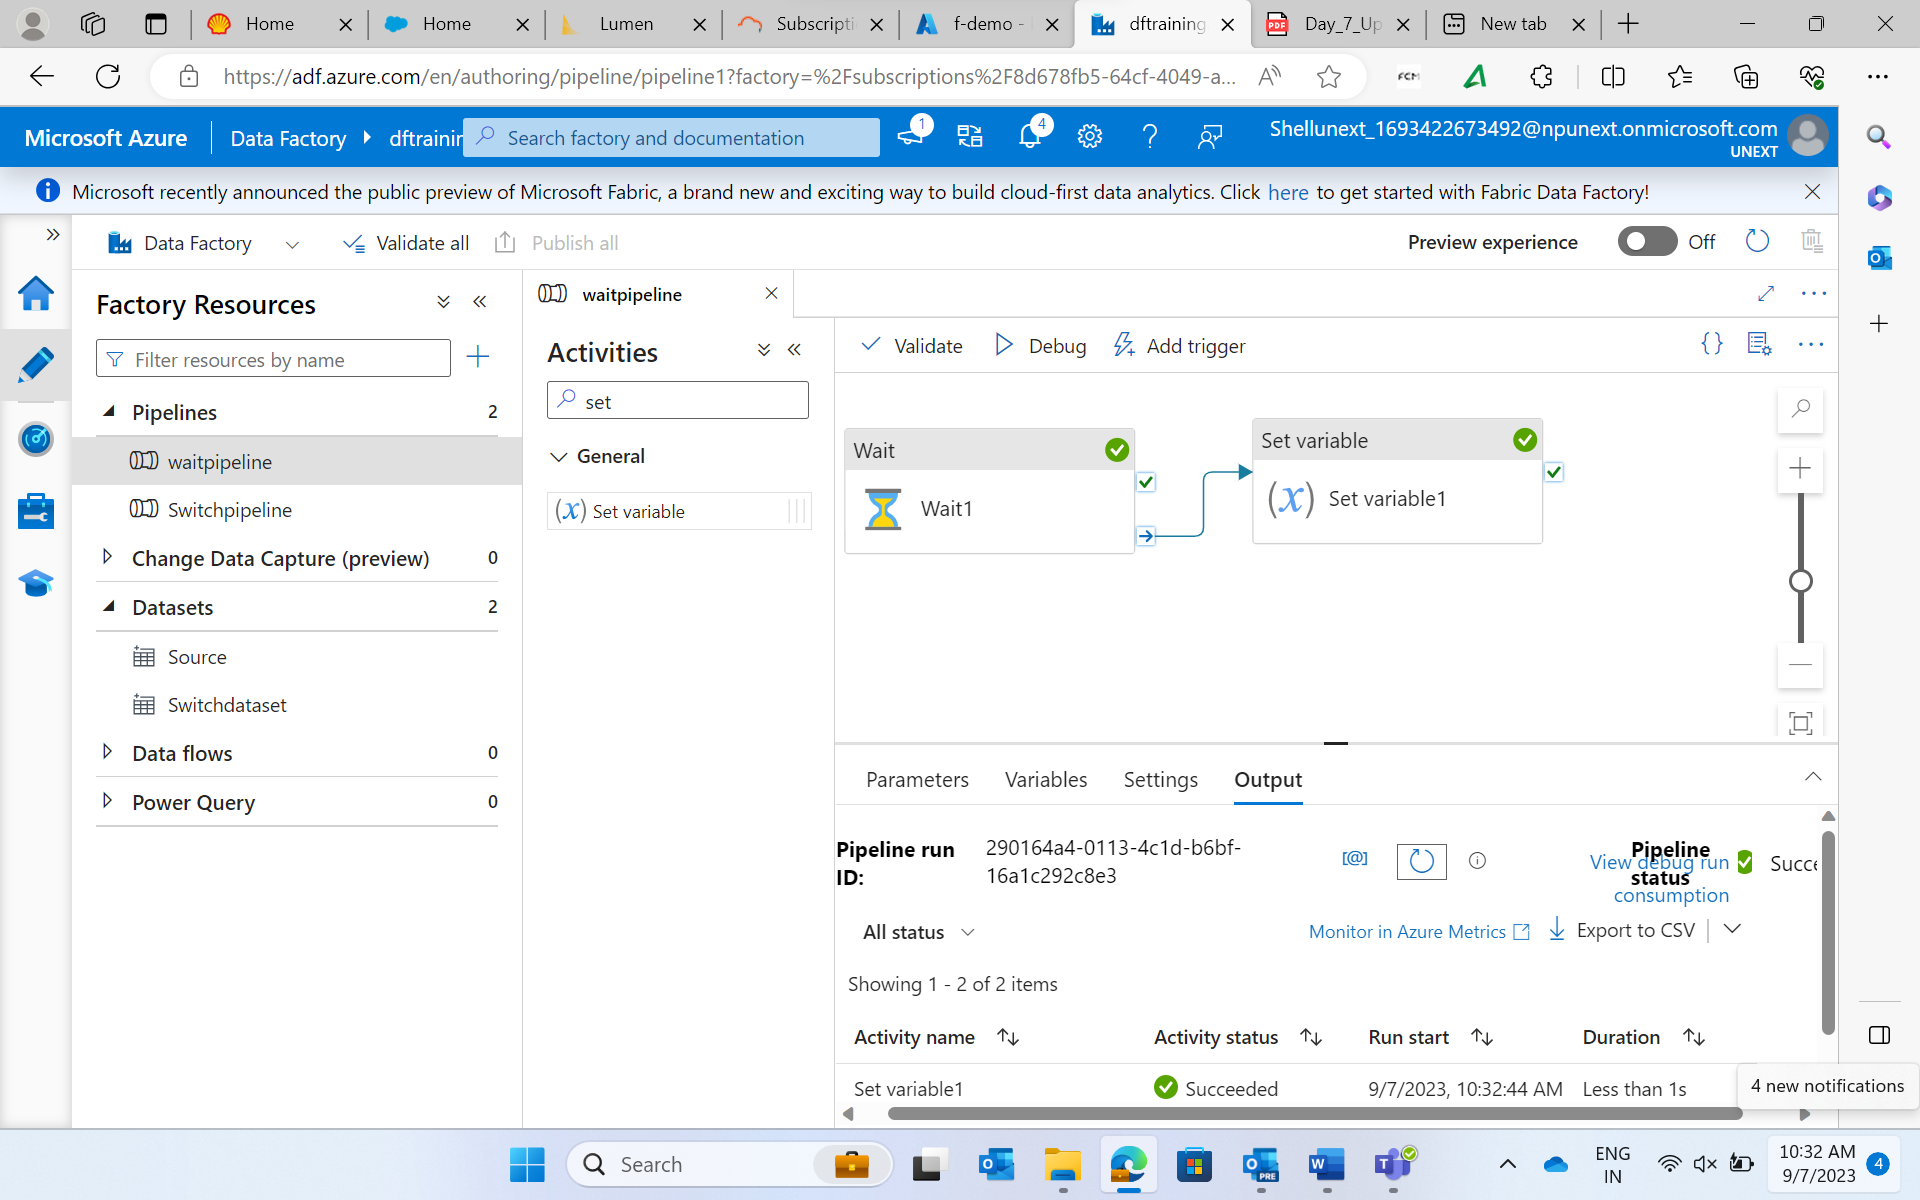 Home
Home
Lumen
Subscripti
f-demo -
dftraining
Day_7_Up
New tab
https://adf.azure.com/en/authoring/pipeline/pipeline1?factory=%2Fsubscriptions%2F8d678fb5-64cf-4049-a...
FCM
Microsoft Azure
Data Factory
dftrainin
Search factory and documentation
1
4
Shellunext_1693422673492@npunext.onmicrosoft.com
UNEXT
Microsoft recently announced the public preview of Microsoft Fabric, a brand new and exciting way to build cloud-first data analytics. Click here to get started with Fabric Data Factory!
Data Factory
Validate all
Publish all
Preview experience
Off
Factory Resources
Filter resources by name
Pipelines 2
waitpipeline
Switchpipeline
Change Data Capture (preview) 0
Datasets 2
Source
Switchdataset
Data flows 0
Power Query 0
waitpipeline
Activities
set
General
(x) Set variable
Validate
Debug
Add trigger
Wait
Wait1
Set variable
(x) Set variable1
Parameters
Variables
Settings
Output
Pipeline run ID:
290164a4-0113-4c1d-b6bf-
16a1c292c8e3
[@]
Pipeline status
View debug run consumption
Succe
All status
Monitor in Azure Metrics
Export to CSV
Showing 1 - 2 of 2 items
Activity name
Activity status
Run start
Duration
Set variable1
Succeeded
9/7/2023, 10:32:44 AM
Less than 1s
4 new notifications
Search
ENG
IN
10:32 AM
9/7/2023
4